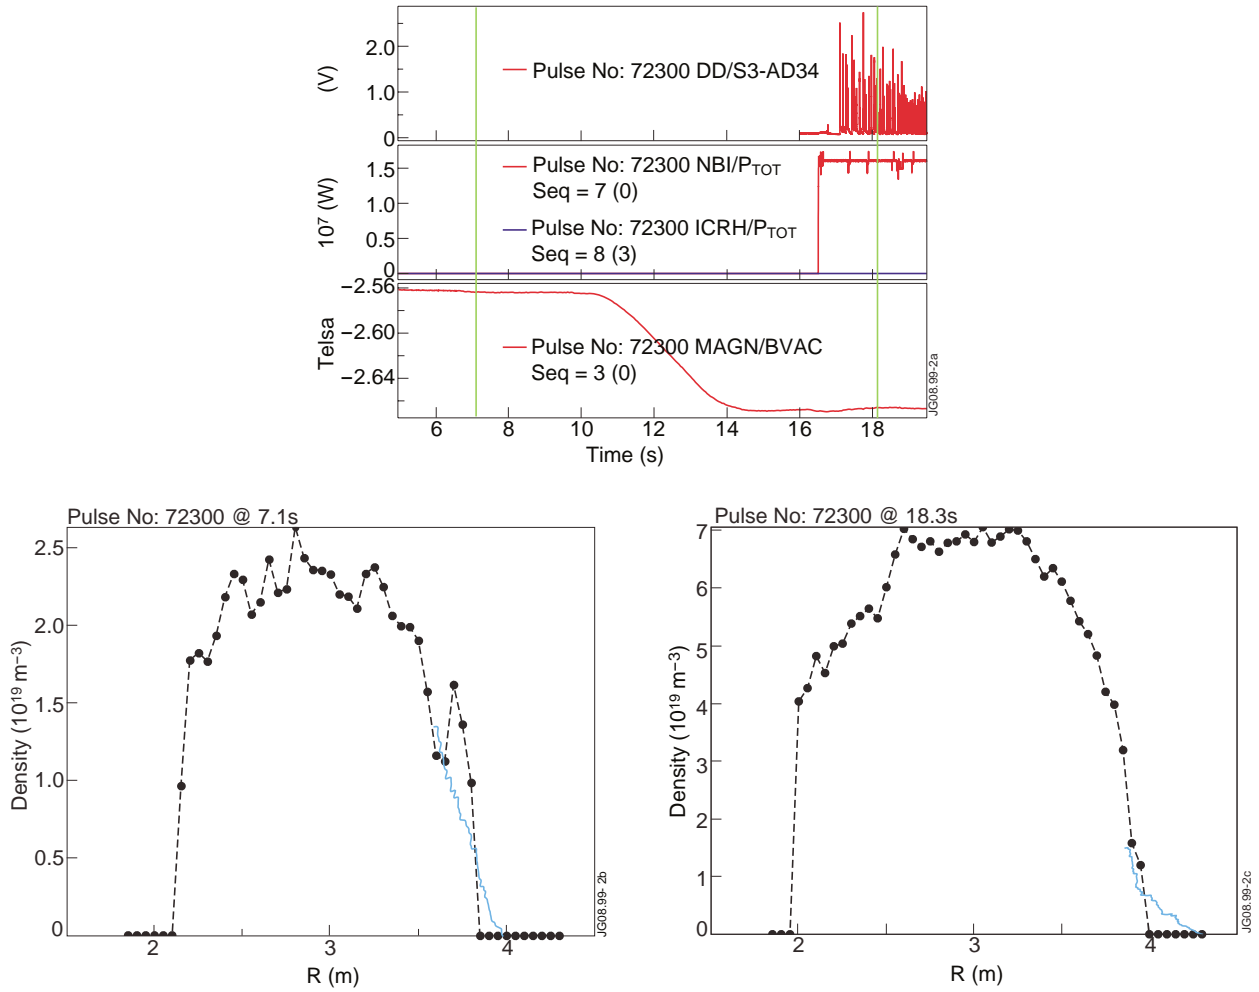 2.0
1.0
0
(V)
Pulse No: 72300 DD/S3-AD34
1.5
1.0
0.5
0
10⁷ (W)
Pulse No: 72300 NBI/P_TOT
Seq = 7 (0)
Pulse No: 72300 ICRH/P_TOT
Seq = 8 (3)
−2.56
−2.60
−2.64
Telsa
Pulse No: 72300 MAGN/BVAC
Seq = 3 (0)
JG08.99-2a
6 8 10 12 14 16 18
Time (s)
Pulse No: 72300 @ 7.1s
2.5
2.0
1.5
1.0
0.5
0
Density (10¹⁹ m⁻³)
2 3 4
R (m)
JG08.99- 2b
Pulse No: 72300 @ 18.3s
7
6
5
4
3
2
1
0
Density (10¹⁹ m⁻³)
2 3 4
R (m)
JG08.99-2c